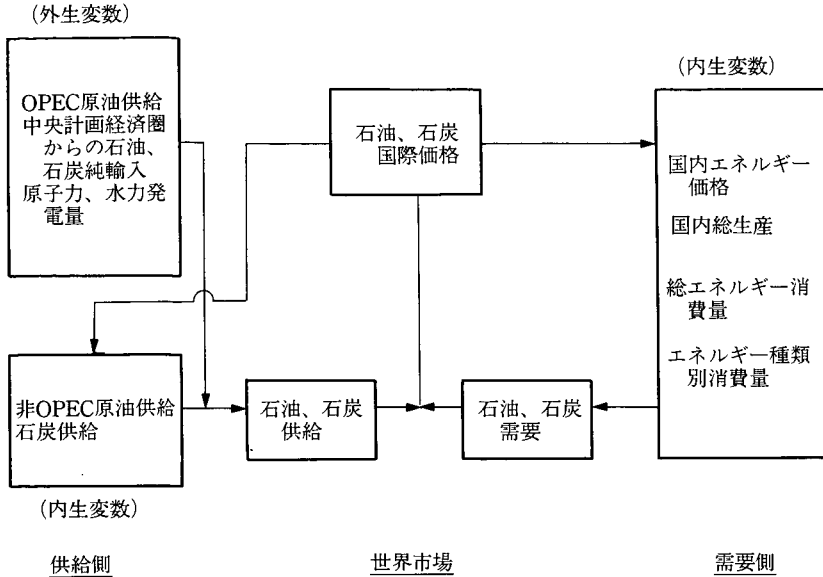 (外生変数)
OPEC原油供給
中央計画経済圏
からの石油、
石炭純輸入
原子力、水力発
電量
石油、石炭
国際価格
(内生変数)
国内エネルギー
価格
国内総生産
総エネルギー消
費量
エネルギー種類
別消費量
非OPEC原油供給
石炭供給
(内生変数)
石油、石炭
供給
石油、石炭
需要
供給側
世界市場
需要側